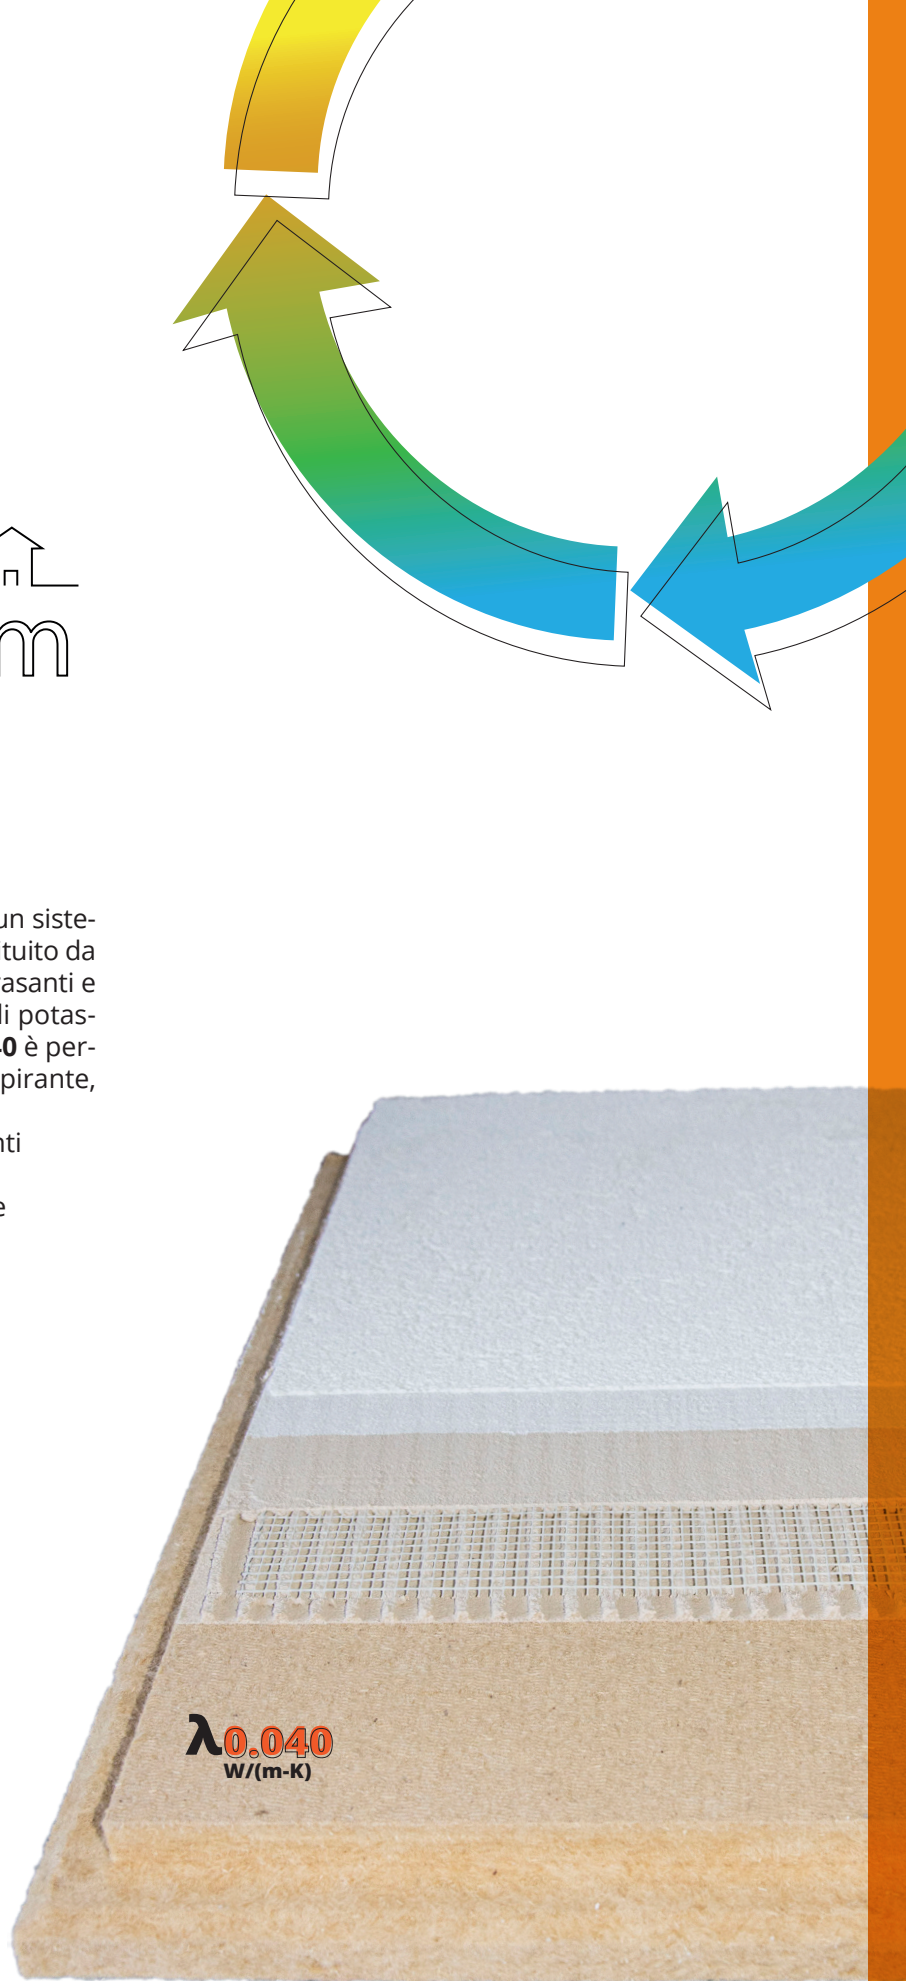 m
un siste-
tuito da
asanti e
li potas-
0 è per-
pirante,
nti
e
λ0.040
W/(m-K)